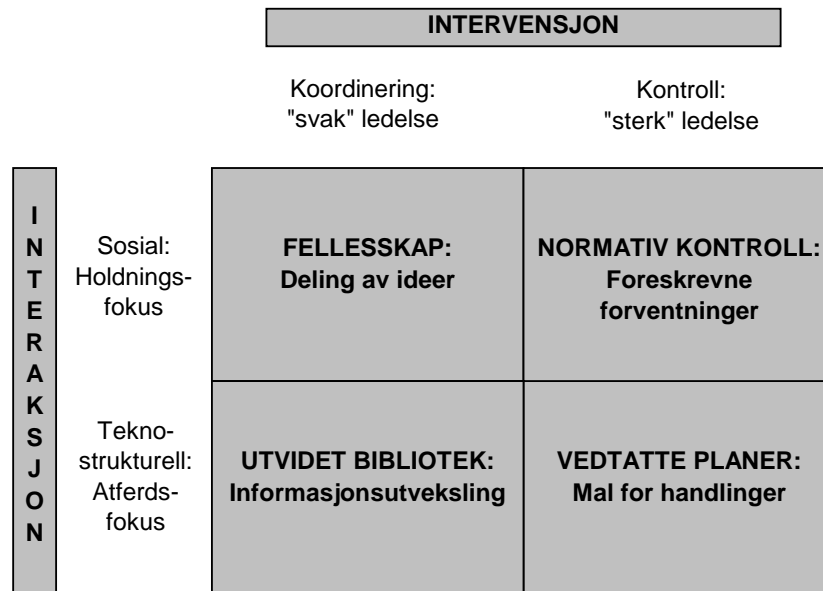 INTERVENSJON
Koordinering:
"svak" ledelse
Kontroll:
"sterk" ledelse
I
N
T
E
R
A
K
S
J
O
N
Sosial:
Holdnings-
fokus
FELLESSKAP:
Deling av ideer
NORMATIV KONTROLL:
Foreskrevne
forventninger
Tekno-
strukturell:
Atferds-
fokus
UTVIDET BIBLIOTEK:
Informasjonsutveksling
VEDTATTE PLANER:
Mal for handlinger